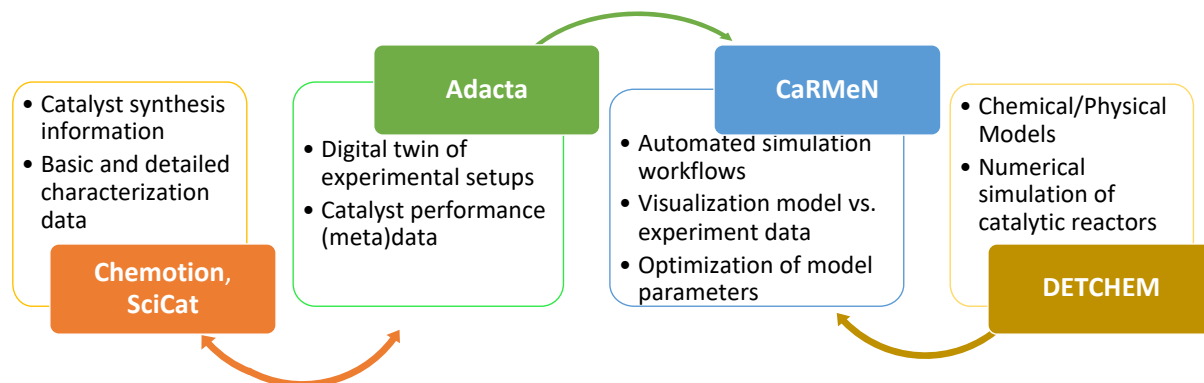 • Catalyst synthesis
information
• Basic and detailed
characterization
data
Chemotion,
SciCat
Adacta
• Digital twin of
experimental setups
• Catalyst performance
(meta)data
CaRMeN
• Automated simulation
workflows
• Visualization model vs.
experiment data
• Optimization of model
parameters
• Chemical/Physical
Models
• Numerical
simulation of
catalytic reactors
DETCHEM